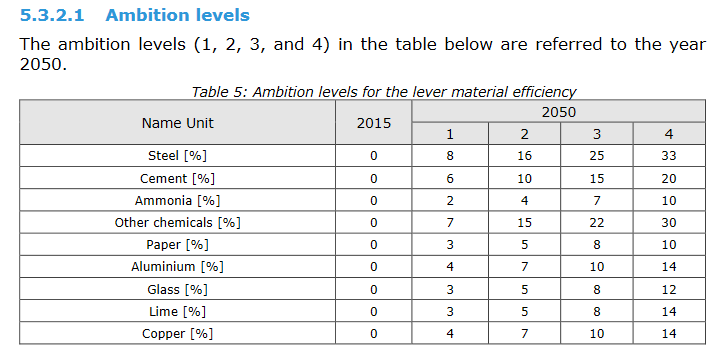 5.3.2.1 Ambition levels
The ambition levels (1, 2, 3, and 4) in the table below are referred to the year
2050.
Table 5: Ambition levels for the lever material efficiency
Name Unit 2015 2050
1 2 3 4
Steel [%] 0 8 16 25 33
Cement [%] 0 6 10 15 20
Ammonia [%] 0 2 4 7 10
Other chemicals [%] 0 7 15 22 30
Paper [%] 0 3 5 8 10
Aluminium [%] 0 4 7 10 14
Glass [%] 0 3 5 8 12
Lime [%] 0 3 5 8 14
Copper [%] 0 4 7 10 14